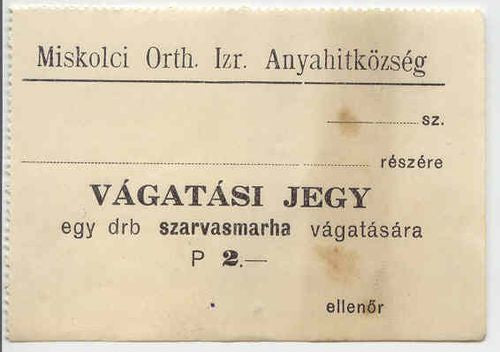 Miskolci Orth. Izr. Anyahitközség
sz.
részére
VÁGATÁSI JEGY
egy drb szarvasmarha vágatására
P 2.—
ellenőr